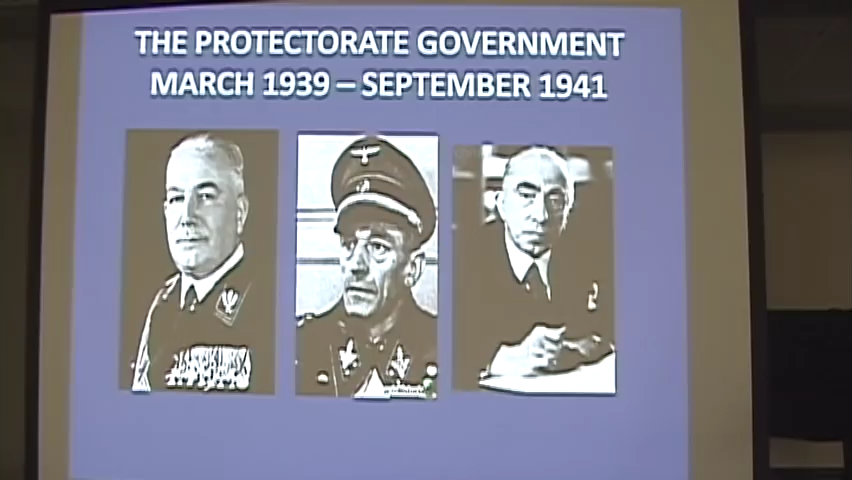 THE PROTECTORATE GOVERNMENT
MARCH 1939 – SEPTEMBER 1941